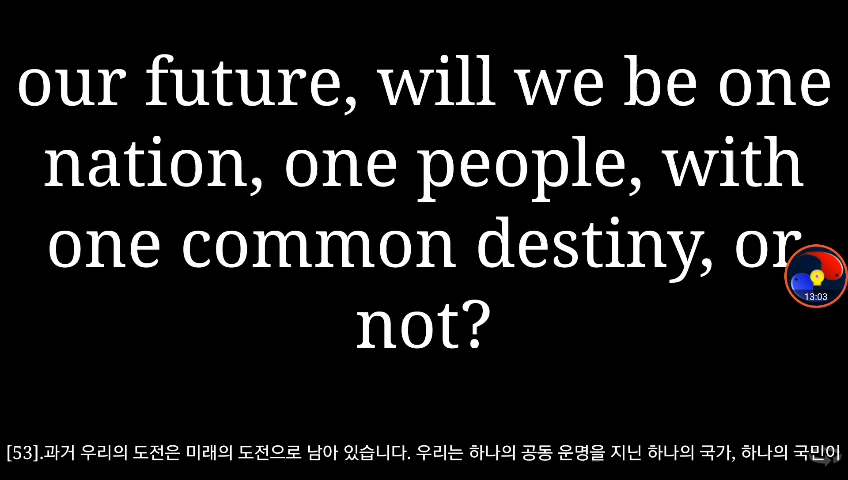 our future, will we be one
nation, one people, with
one common destiny, or
not?
13:03
[53].과거 우리의 도전은 미래의 도전으로 남아 있습니다. 우리는 하나의 공동 운명을 지닌 하나의 국가, 하나의 국민이